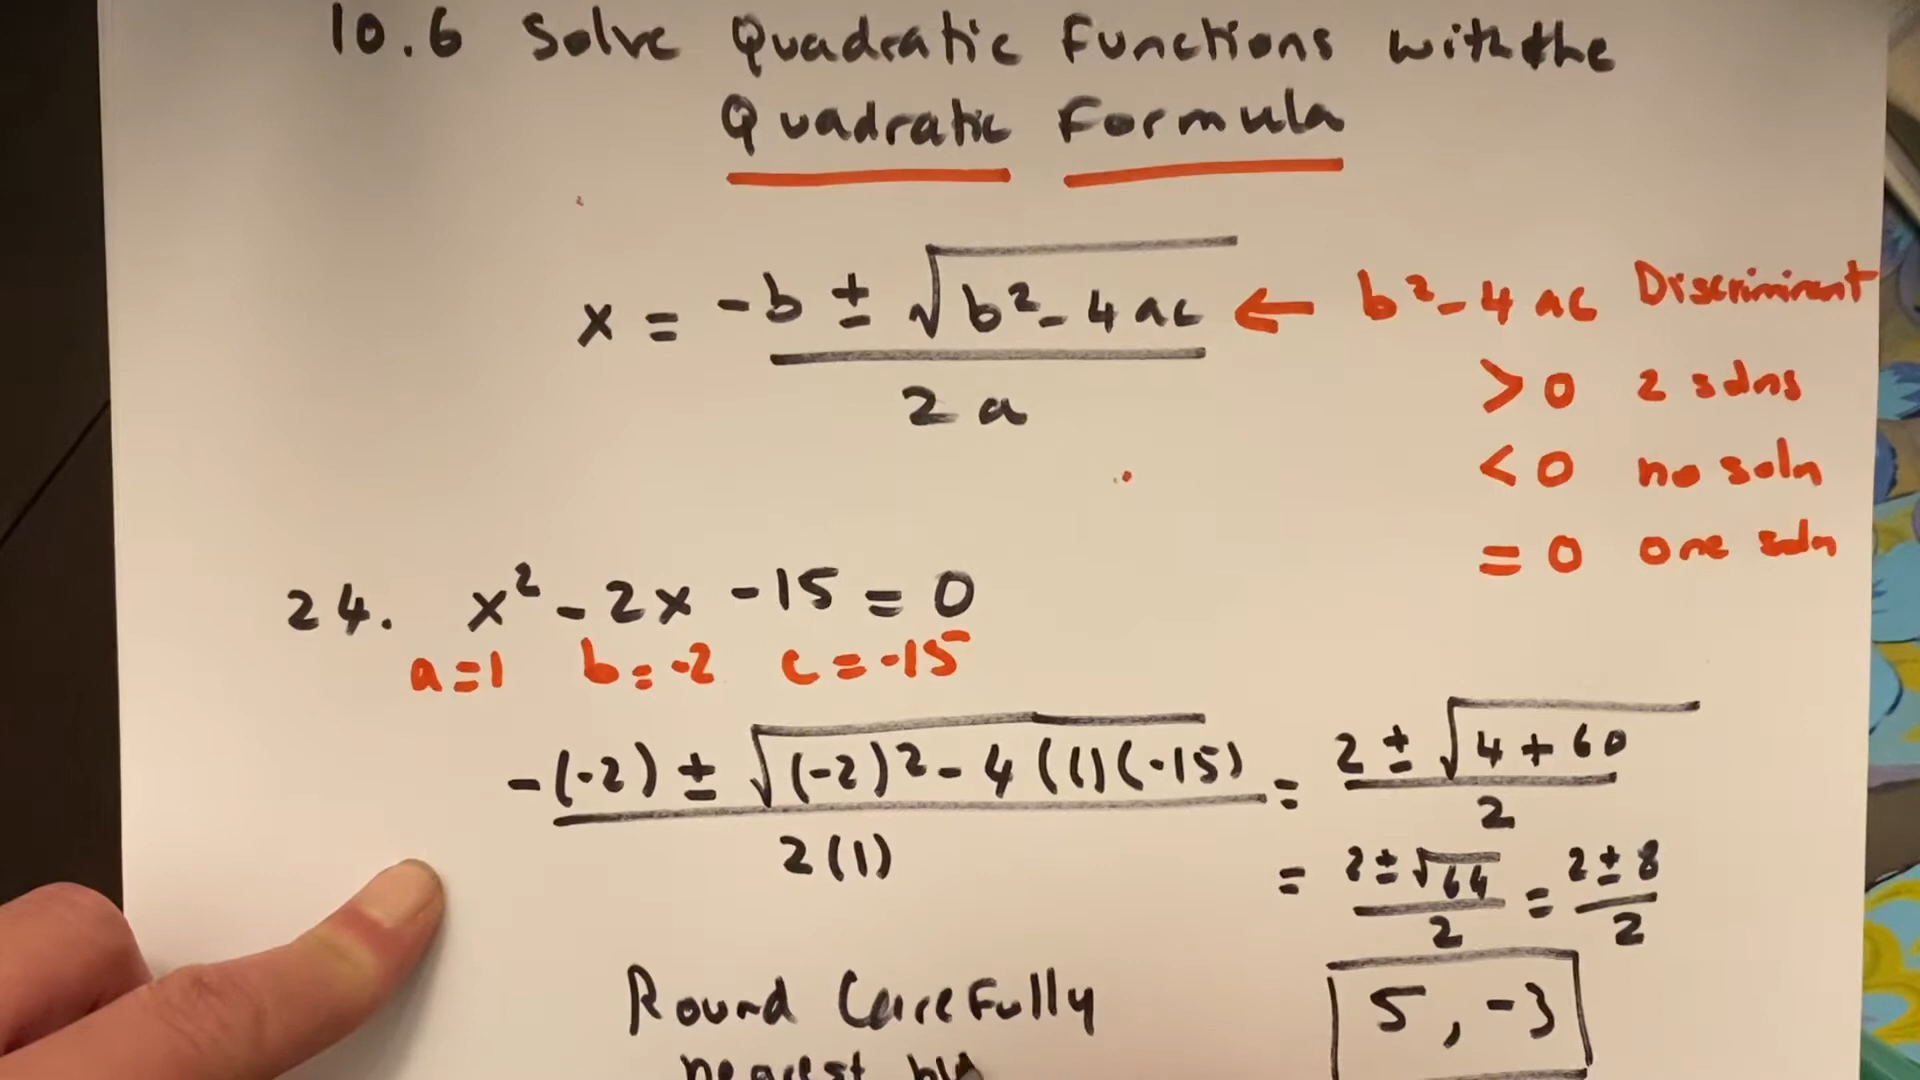 10.6 Solve Quadratic Functions with the
Quadratic Formula
x = -b ± √b² - 4ac / 2a ← b² - 4ac Discriminant
> 0 2 solns
< 0 no soln
= 0 one soln
24. x² - 2x - 15 = 0
a = 1 b = -2 c = -15
-(-2) ± √(-2)² - 4(1)(-15) / 2(1) = 2 ± √4 + 60 / 2
= 2 ± √64 / 2 = 2 ± 8 / 2
5, -3
Round Carefully
nearest